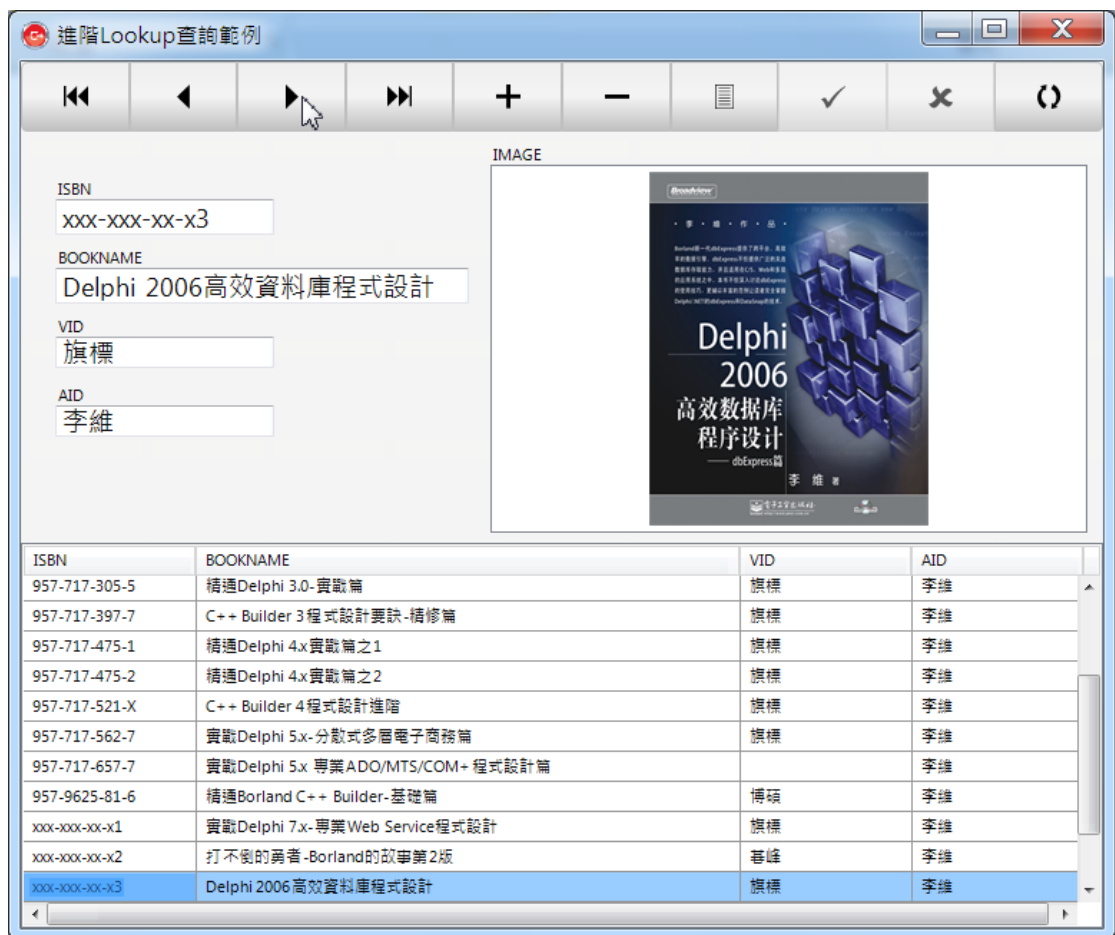 進階Lookup查詢範例
IMAGE
ISBN
xxx-xxx-xx-x3
BOOKNAME
Delphi 2006高效資料庫程式設計
VID
旗標
AID
李維
Broadview
·李·維·作·品·
Delphi
2006
高效数据库
程序设计
—— dbExpress篇
李 維 著
ISBN BOOKNAME VID AID
957-717-305-5 精通Delphi 3.0-實戰篇 旗標 李維
957-717-397-7 C++ Builder 3程式設計要訣-精修篇 旗標 李維
957-717-475-1 精通Delphi 4.x實戰篇之1 旗標 李維
957-717-475-2 精通Delphi 4.x實戰篇之2 旗標 李維
957-717-521-X C++ Builder 4程式設計進階 旗標 李維
957-717-562-7 實戰Delphi 5.x-分散式多層電子商務篇 旗標 李維
957-717-657-7 實戰Delphi 5.x 專業ADO/MTS/COM+程式設計篇 李維
957-9625-81-6 精通Borland C++ Builder-基礎篇 博碩 李維
xxx-xxx-xx-x1 實戰Delphi 7.x-專業Web Service程式設計 旗標 李維
xxx-xxx-xx-x2 打不倒的勇者-Borland的故事第2版 碁峰 李維
xxx-xxx-xx-x3 Delphi 2006高效資料庫程式設計 旗標 李維